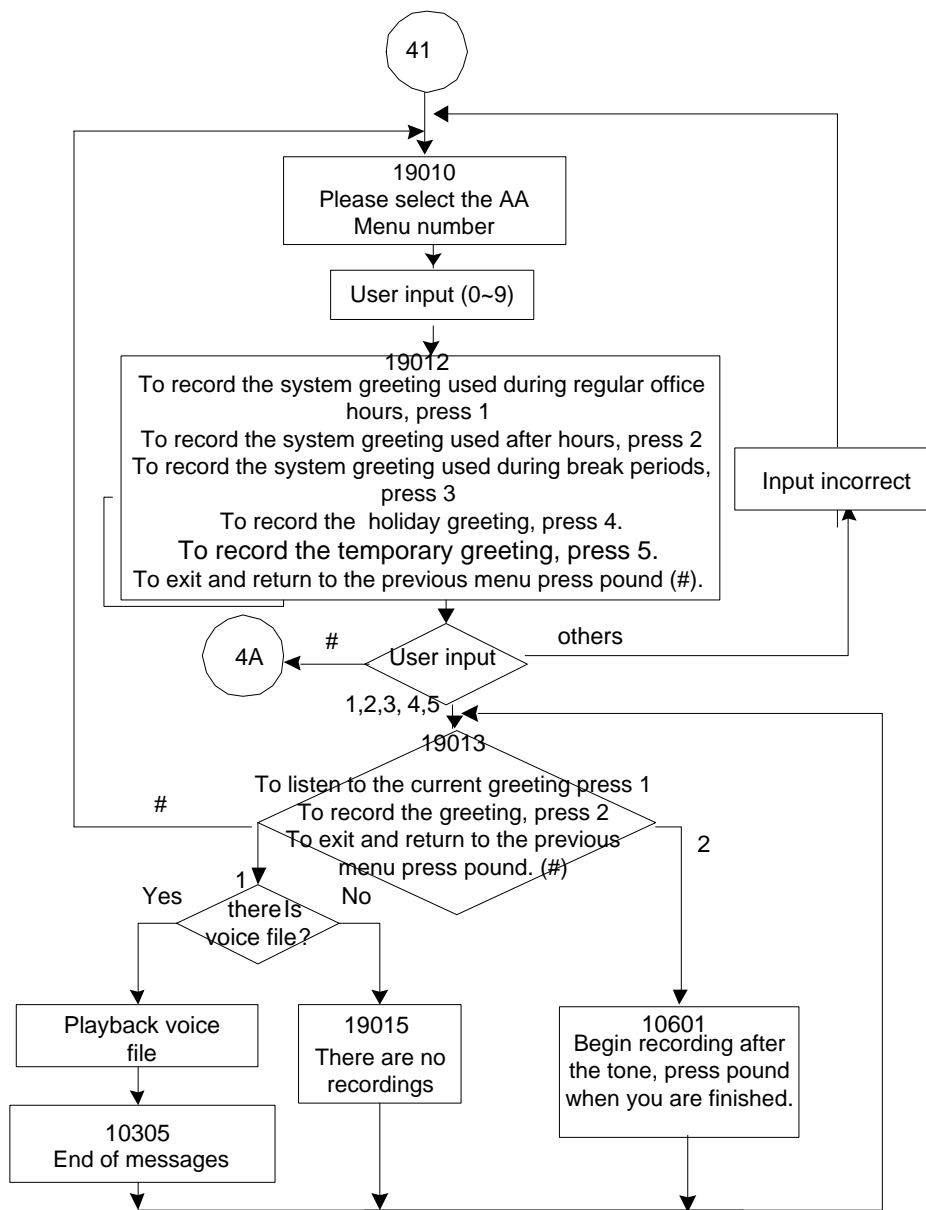 41
19010
Please select the AA
Menu number
User input (0~9)
19012
To record the system greeting used during regular office
hours, press 1
To record the system greeting used after hours, press 2
To record the system greeting used during break periods,
press 3
To record the holiday greeting, press 4.
To record the temporary greeting, press 5.
To exit and return to the previous menu press pound (#).
Input incorrect
4A
#
User input
others
1,2,3, 4,5
19013
To listen to the current greeting press 1
To record the greeting, press 2
To exit and return to the previous
menu press pound. (#)
#
2
1
Yes
No
thereIs
voice file?
Playback voice
file
19015
There are no
recordings
10601
Begin recording after
the tone, press pound
when you are finished.
10305
End of messages